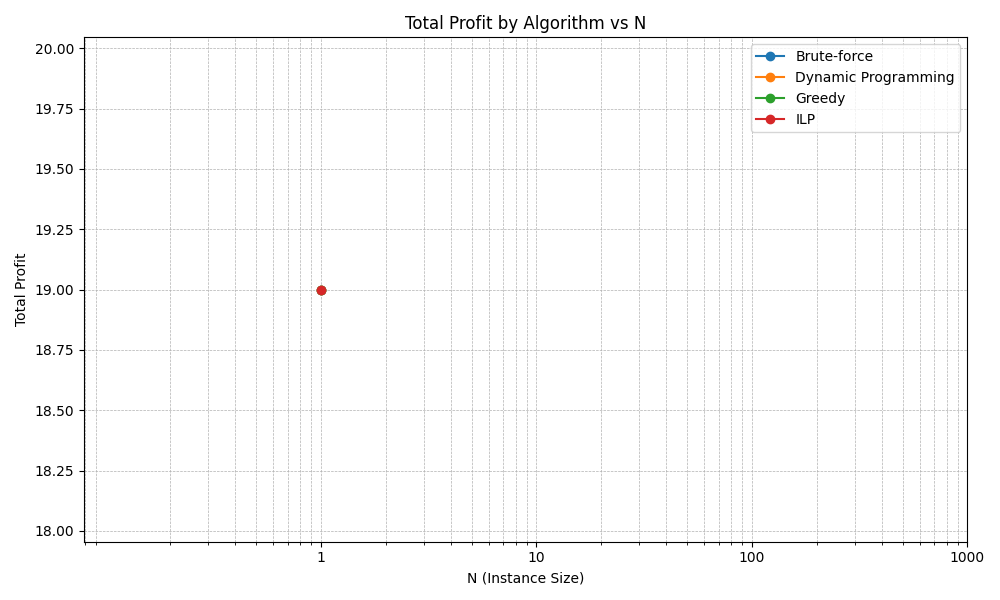 Total Profit by Algorithm vs N
20.00
19.75
19.50
19.25
19.00
18.75
18.50
18.25
18.00
Total Profit
Brute-force
Dynamic Programming
Greedy
ILP
1
10
100
1000
N (Instance Size)